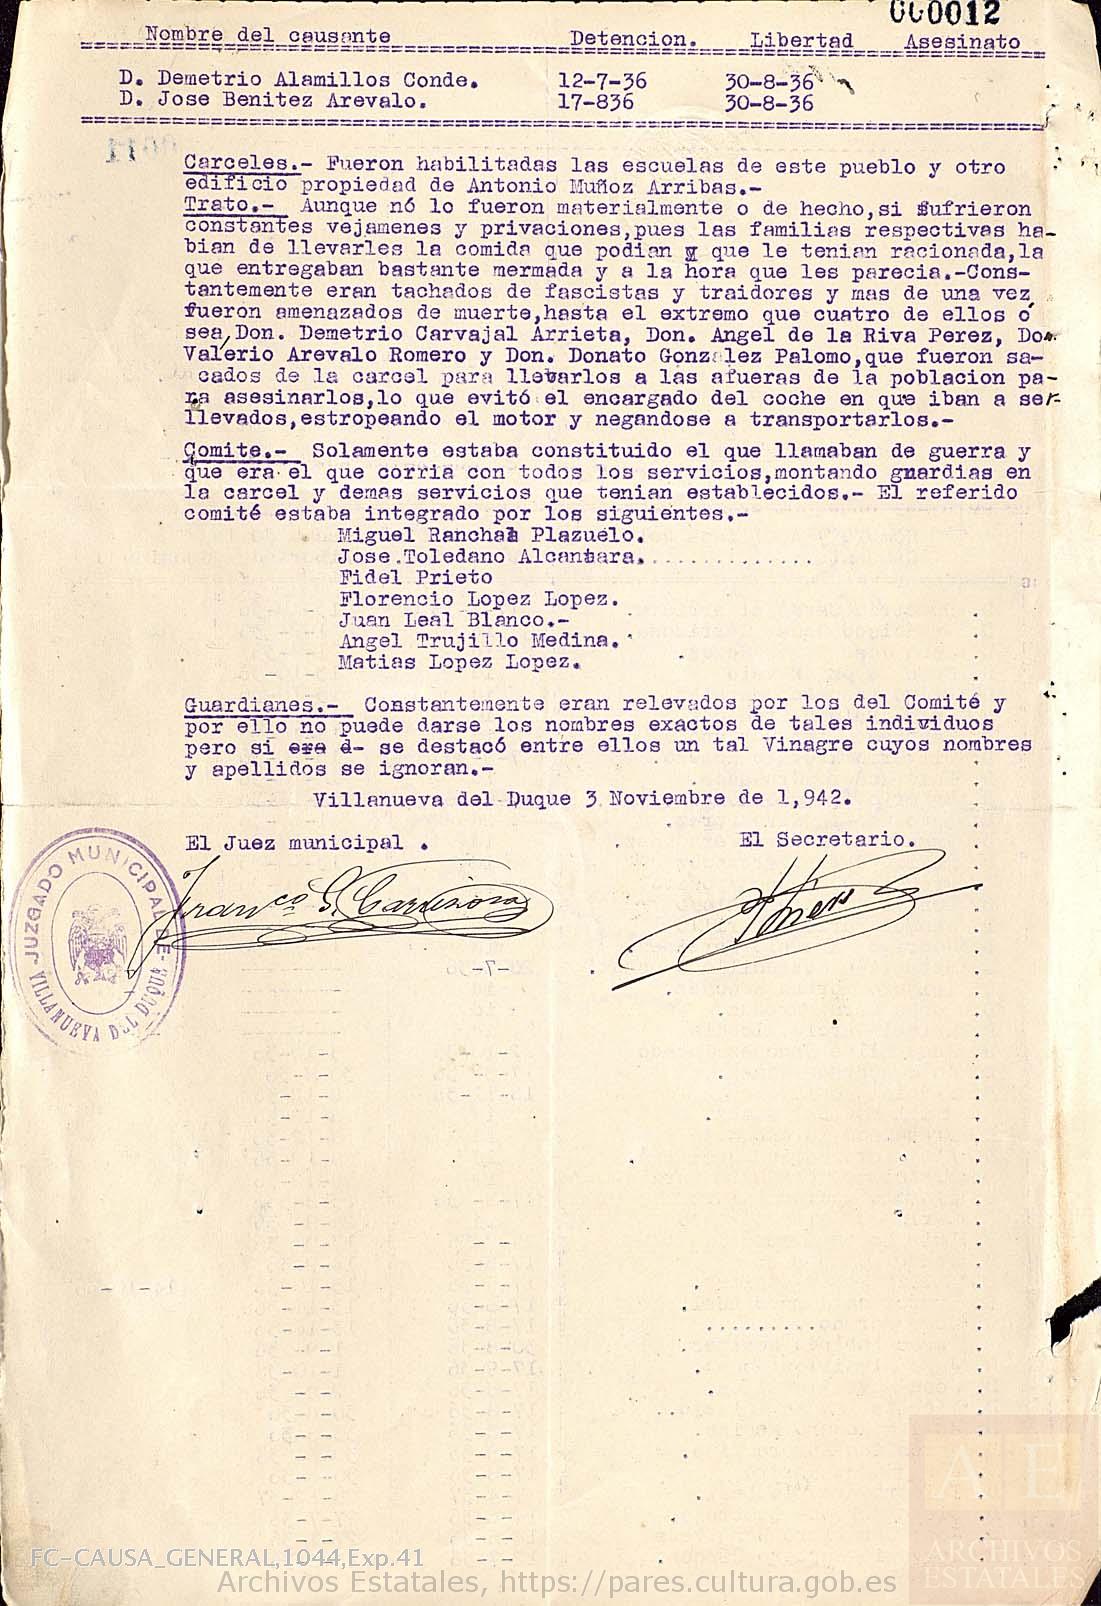 000012
Nombre del causante Detencion. Libertad Asesinato
D. Demetrio Alamillos Conde. 12-7-36 30-8-36
D. Jose Benitez Arevalo. 17-836 30-8-36
Carceles.- Fueron habilitadas las escuelas de este pueblo y otro
edificio propiedad de Antonio Muñoz Arribas.-
Trato.- Aunque nó lo fueron materialmente o de hecho,si sufrieron
constantes vejamenes y privaciones,pues las familias respectivas ha-
bian de llevarles la comida que podian y que le tenian racionada,la
que entregaban bastante mermada y a la hora que les parecia.-Cons-
tantemente eran tachados de fascistas y traidores y mas de una vez
fueron amenazados de muerte,hasta el extremo que cuatro de ellos ó
sea, Don. Demetrio Carvajal Arrieta, Don. Angel de la Riva Perez, Don.
Valerio Arevalo Romero y Don. Donato Gonzalez Palomo,que fueron sa-
cados de la carcel para llevarlos a las afueras de la poblacion pa-
ra asesinarlos,lo que evitó el encargado del coche en que iban a ser
llevados,estropeando el motor y negandose a transportarlos.-
Comite.- Solamente estaba constituido el que llamaban de guerra y
que era el que corria con todos los servicios,montando guardias en
la carcel y demas servicios que tenian establecidos.- El referido
comité estaba integrado por los siguientes.-
Miguel Ranchal Plazuelo.
Jose.Toledano Alcantara..............
Fidel Prieto
Florencio Lopez Lopez.
Juan Leal Blanco.-
Angel Trujillo Medina.
Matias Lopez Lopez.
Guardianes.- Constantemente eran relevados por los del Comité y
por ello no puede darse los nombres exactos de tales individuos
pero si era d- se destacó entre ellos un tal Vinagre cuyos nombres
y apellidos se ignoran.-
Villanueva del Duque 3 Noviembre de 1,942.
El Juez municipal . El Secretario.
JUZGADO MUNICIPAL DE
VILLANUEVA DEL DUQUE
Franco G.
FC-CAUSA_GENERAL,1044,Exp.41
Archivos Estatales, https://pares.cultura.gob.es
AE
ARCHIVOS
ESTATALES